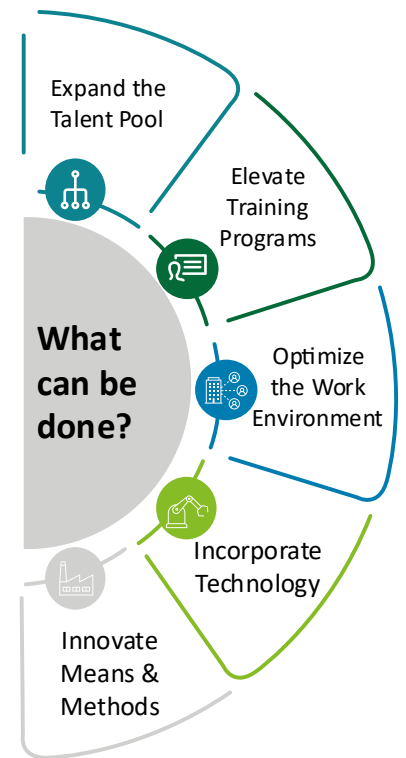 Expand the
Talent Pool
Elevate
Training
Programs
What
can be
done?
Optimize
the Work
Environment
Incorporate
Technology
Innovate
Means &
Methods